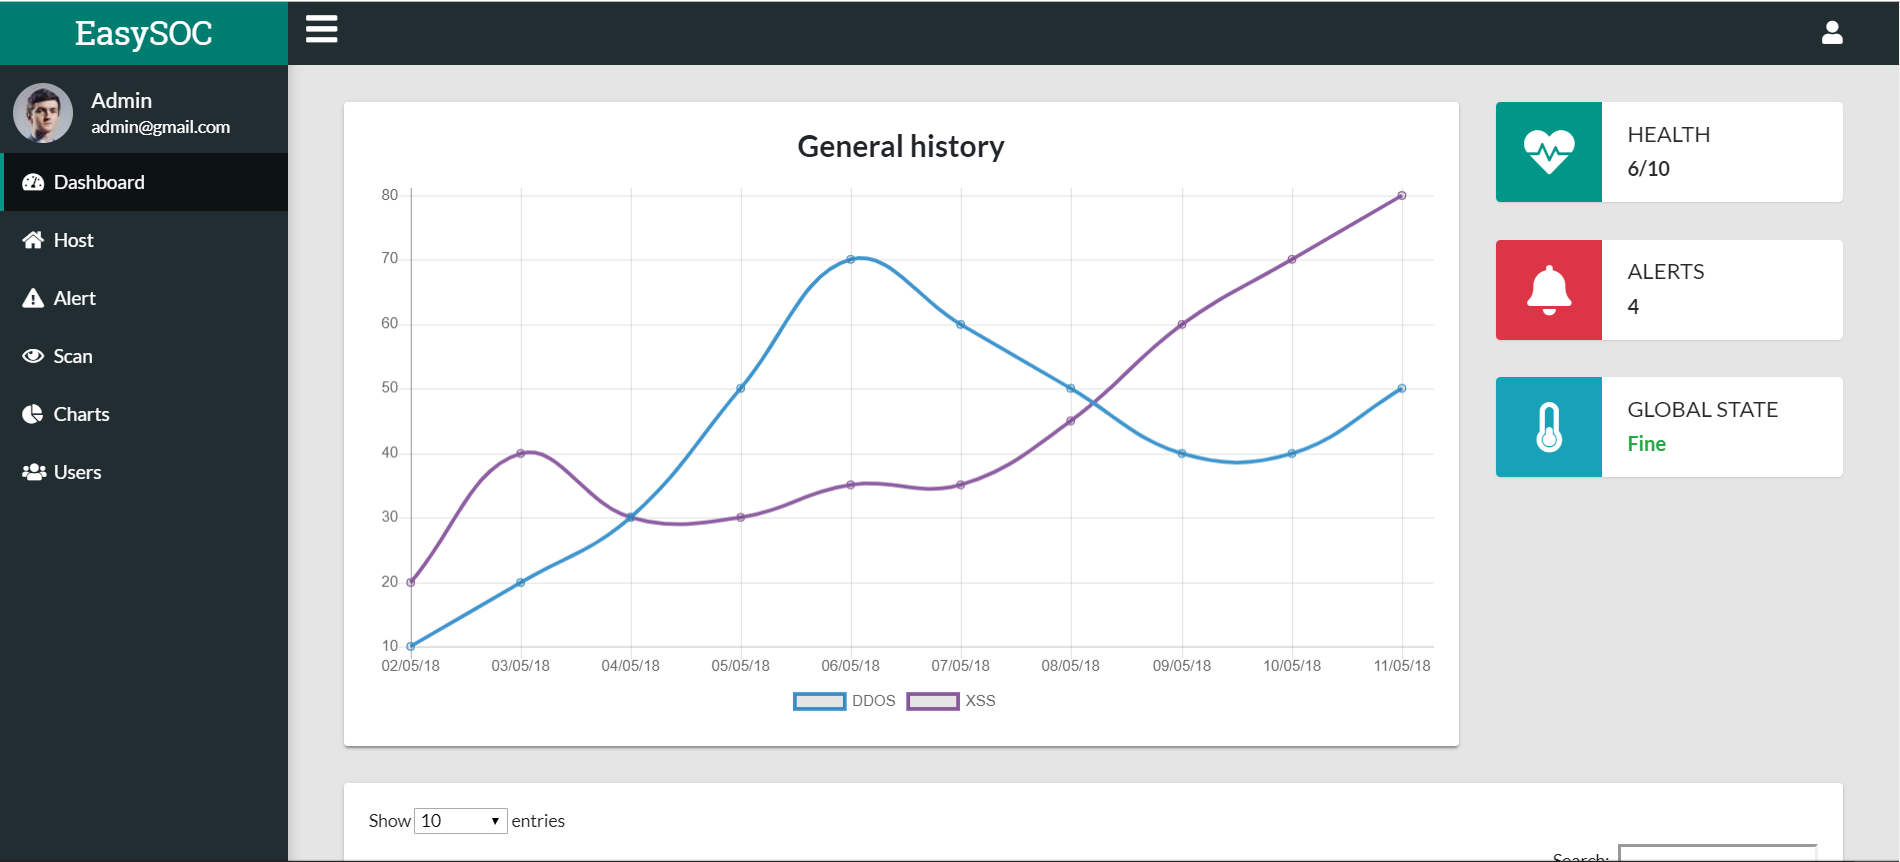 EasySOC
Admin
admin@gmail.com
Dashboard
Host
Alert
Scan
Charts
Users
General history
80
70
60
50
40
30
20
10
02/05/18 03/05/18 04/05/18 05/05/18 06/05/18 07/05/18 08/05/18 09/05/18 10/05/18 11/05/18
DDOS XSS
HEALTH
6/10
ALERTS
4
GLOBAL STATE
Fine
Show 10 entries
Search: